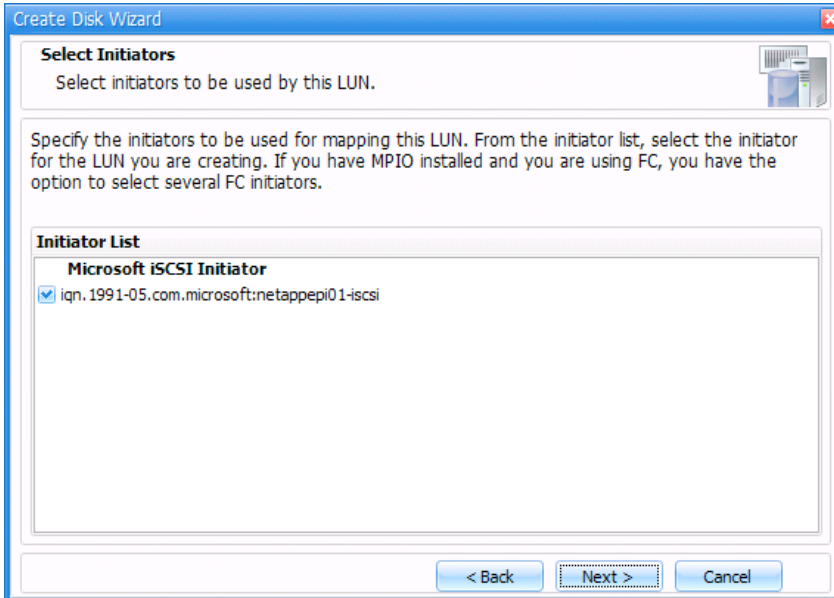 Create Disk Wizard
Select Initiators
Select initiators to be used by this LUN.
Specify the initiators to be used for mapping this LUN. From the initiator list, select the initiator
for the LUN you are creating. If you have MPIO installed and you are using FC, you have the
option to select several FC initiators.
Initiator List
Microsoft iSCSI Initiator
iqn.1991-05.com.microsoft:netappepi01-iscsi
< Back Next > Cancel